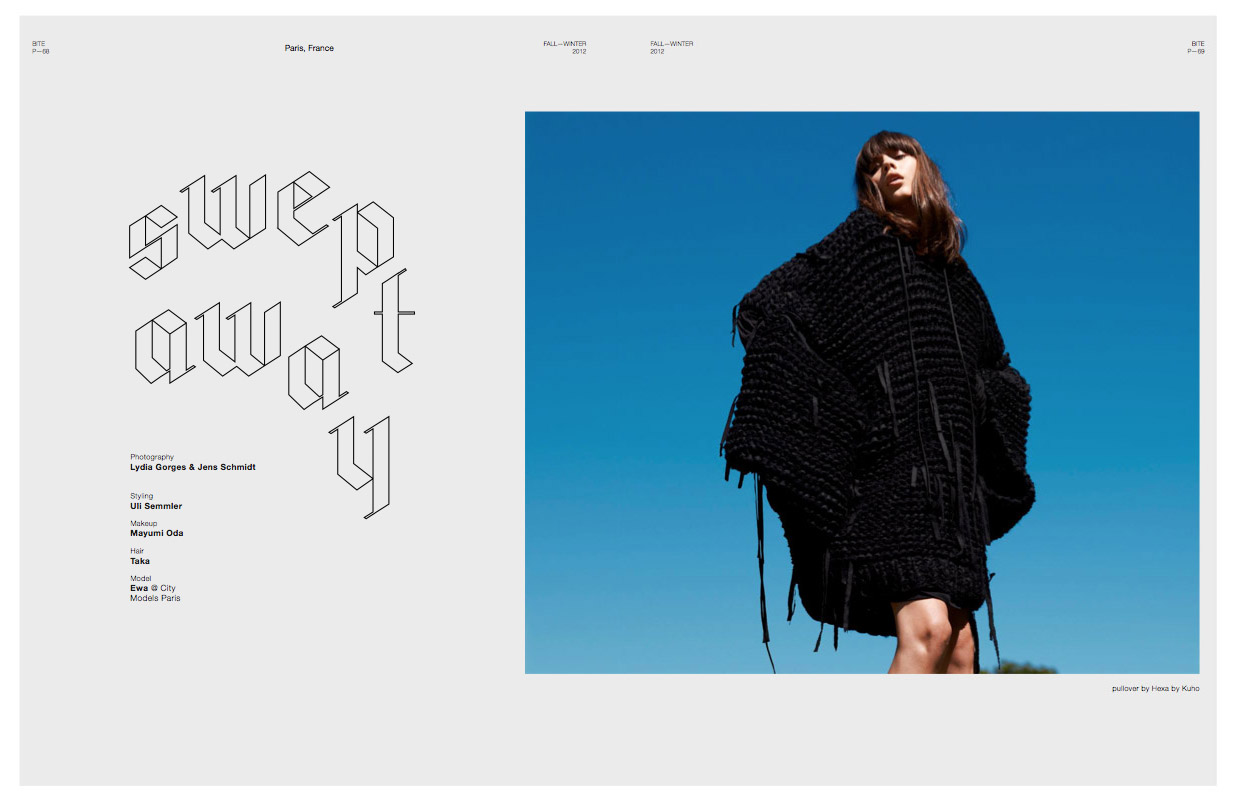 BITE
P—68
Paris, France
FALL—WINTER
2012
FALL—WINTER
2012
BITE
P—69
swept
away
Photography
Lydia Gorges & Jens Schmidt
Styling
Uli Semmler
Makeup
Mayumi Oda
Hair
Taka
Model
Ewa @ City
Models Paris
pullover by Hexa by Kuho